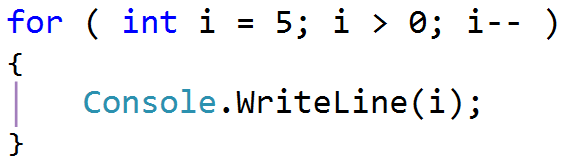 for ( int i = 5; i > 0; i-- )
{
    Console.WriteLine(i);
}